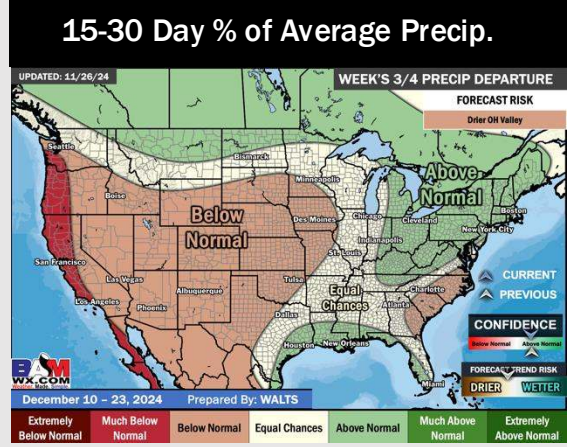 15-30 Day % of Average Precip.
UPDATED: 11/26/24
WEEK'S 3/4 PRECIP DEPARTURE
FORECAST RISK
Drier OH Valley
Seattle
Bismarck
Minneapolis
Above
Normal
Boise
Boston
Below
Normal
Des Moines
Chicago
Cleveland
New York City
Indianapolis
San Francisco
St. Louis
Las Vegas
Tulsa
CURRENT
Los Angeles
Albuquerque
Equal
Chances
Charlotte
PREVIOUS
Phoenix
Atlanta
Dallas
CONFIDENCE
Below Normal
Above Normal
Houston
New Orleans
BAM
WX.COM
Weather. Made. Simple.
Miami
FORECAST TREND RISK
DRIER
WETTER
December 10 – 23, 2024
Prepared By: WALTS
Extremely
Below Normal
Much Below
Normal
Below Normal
Equal Chances
Above Normal
Much Above
Normal
Extremely
Above Normal